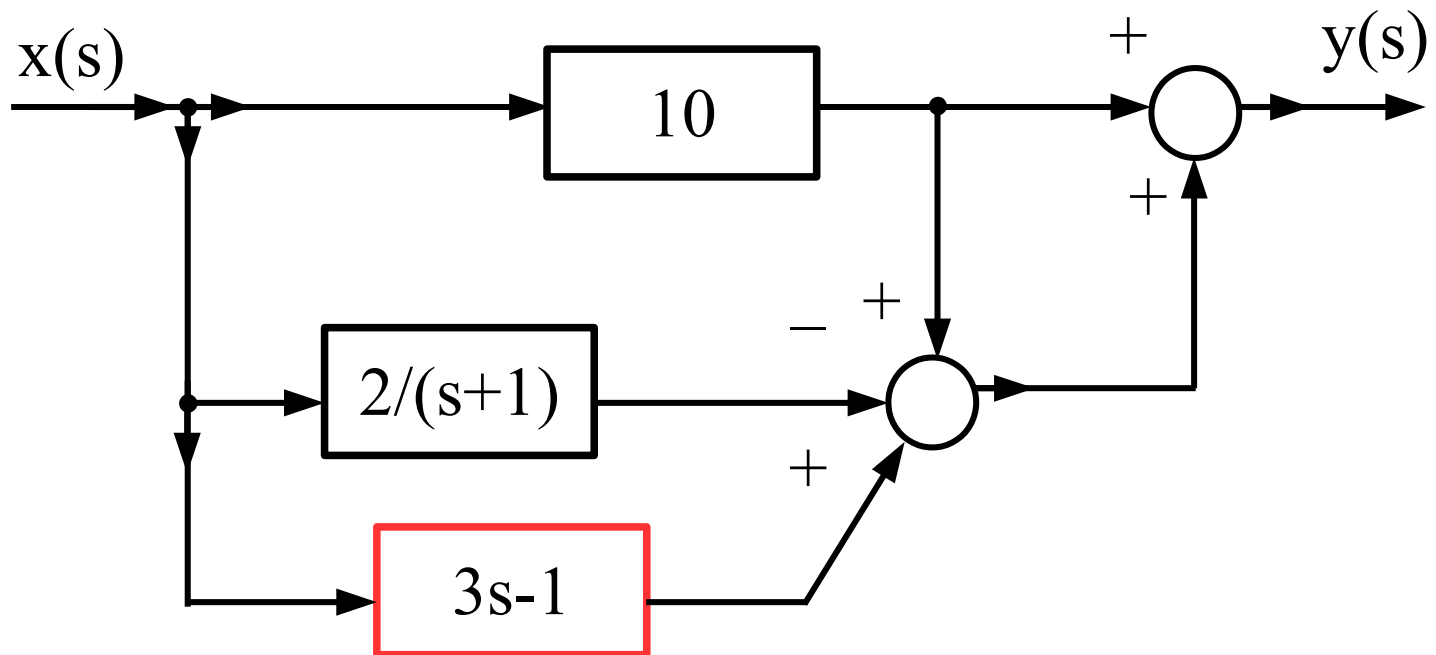 x(s)
10
+
y(s)
+
+
–
2/(s+1)
+
3s-1